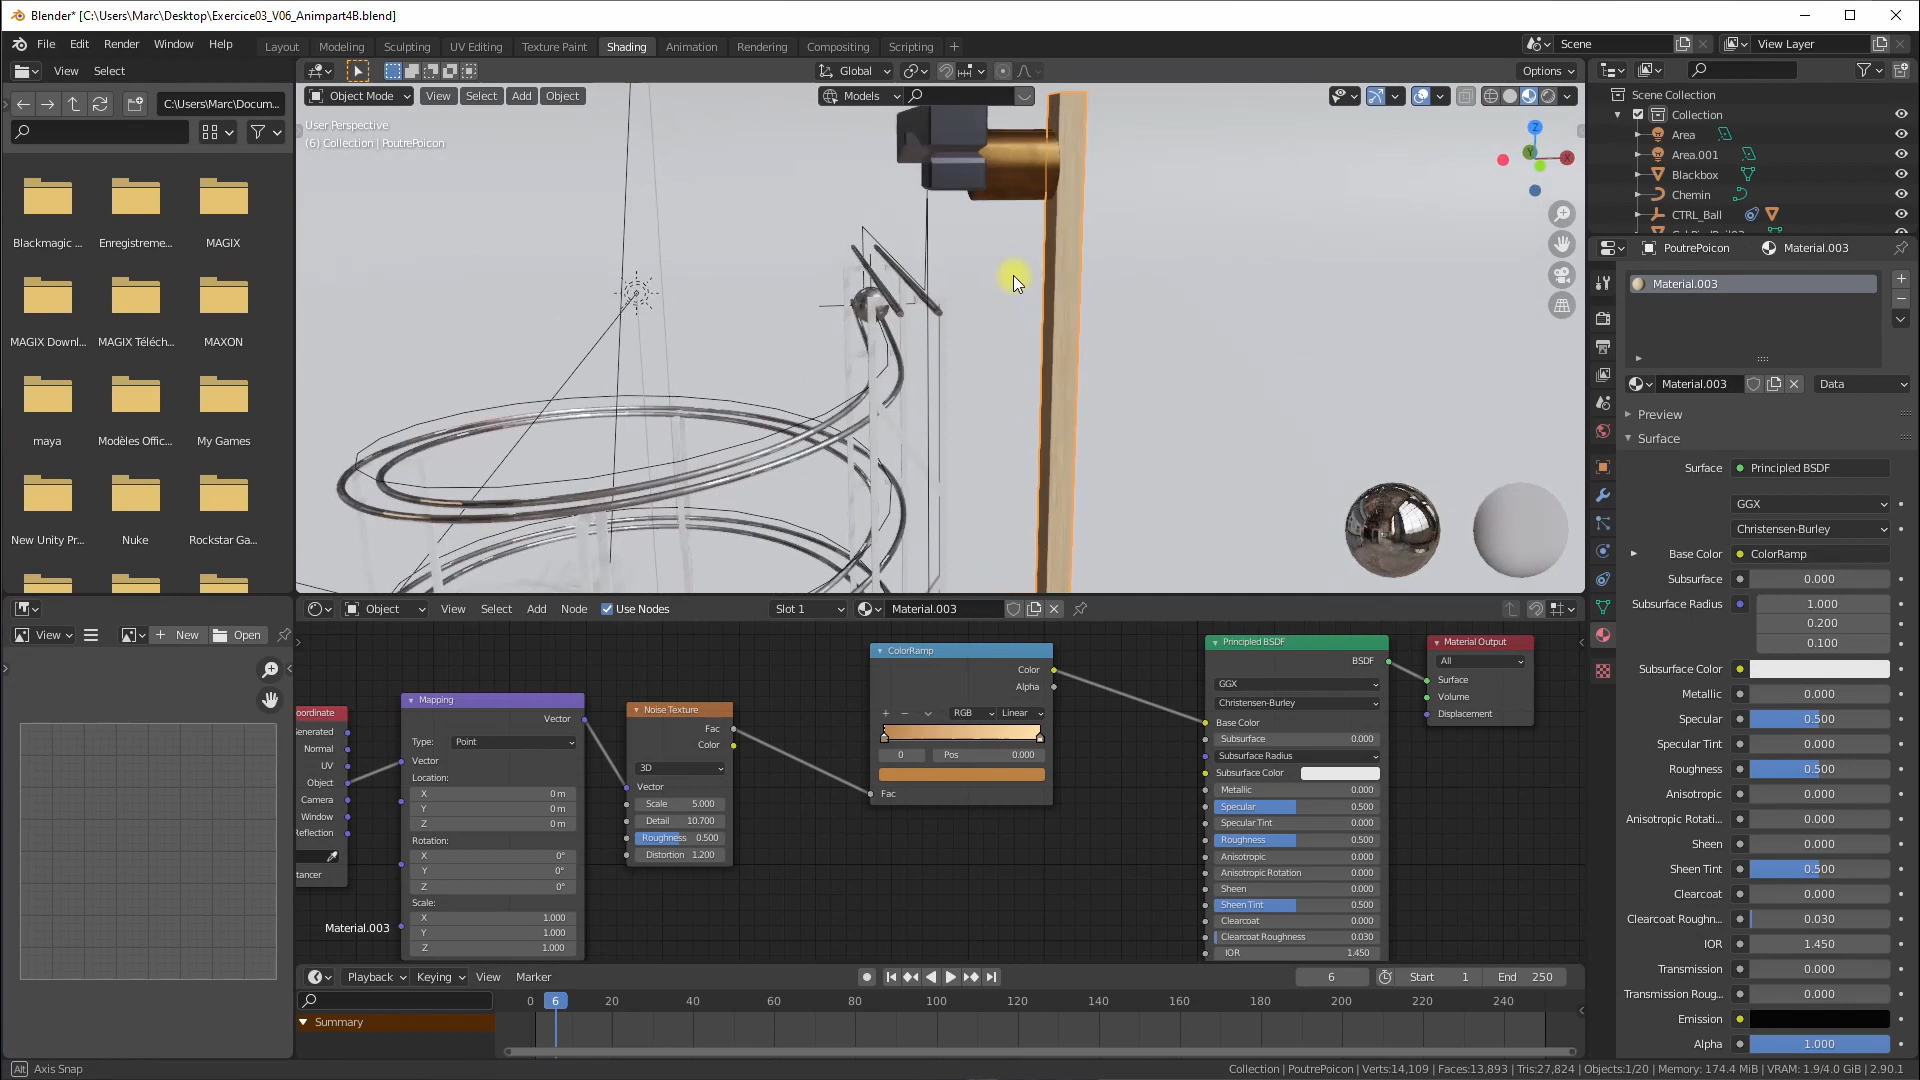 Blender* [C:\Users\Marc\Desktop\Exercice03_V06_Animpart4B.blend]
File Edit Render Window Help
Layout Modeling Sculpting UV Editing Texture Paint Shading Animation Rendering Compositing Scripting +
Scene View Layer
View Select
Global Options
C:\Users\Marc\Docum...
Object Mode View Select Add Object Models
User Perspective
(6) Collection | PoutrePoicon
Blackmagic ... Enregistreme... MAGIX
MAGIX Downl... MAGIX Téléch... MAXON
maya Modèles Offic... My Games
New Unity Pr... Nuke Rockstar Ga...
Z
Y
X
Scene Collection
Collection
Area
Area.001
Blackbox
Chemin
CTRL_Ball
PoutrePoicon Material.003
Material.003
Material.003 Data
Preview
Surface
Surface Principled BSDF
GGX
Christensen-Burley
Base Color ColorRamp
Subsurface 0.000
Subsurface Radius 1.000
0.200
0.100
Subsurface Color
Metallic 0.000
Specular 0.500
Specular Tint 0.000
Roughness 0.500
Anisotropic 0.000
Anisotropic Rotati... 0.000
Sheen 0.000
Sheen Tint 0.500
Clearcoat 0.000
Clearcoat Roughn... 0.030
IOR 1.450
Transmission 0.000
Transmission Roug... 0.000
Emission
Alpha 1.000
View + New Open
Object View Select Add Node Use Nodes Slot 1 Material.003
oordinate
Generated
Normal
UV
Object
Camera
Window
Reflection
stancer
Material.003
Mapping
Vector
Type: Point
Vector
Location:
X 0 m
Y 0 m
Z 0 m
Rotation:
X 0°
Y 0°
Z 0°
Scale:
X 1.000
Y 1.000
Z 1.000
Noise Texture
Fac
Color
3D
Vector
Scale 5.000
Detail 10.700
Roughness 0.500
Distortion 1.200
ColorRamp
Color
Alpha
+ − RGB Linear
0 Pos 0.000
Fac
Principled BSDF
BSDF
GGX
Christensen-Burley
Base Color
Subsurface 0.000
Subsurface Radius
Subsurface Color
Metallic 0.000
Specular 0.500
Specular Tint 0.000
Roughness 0.500
Anisotropic 0.000
Anisotropic Rotation 0.000
Sheen 0.000
Sheen Tint 0.500
Clearcoat 0.000
Clearcoat Roughness 0.030
IOR 1.450
Material Output
All
Surface
Volume
Displacement
Playback Keying View Marker 6 Start 1 End 250
0 6 20 40 60 80 100 120 140 160 180 200 220 240
Summary
Alt Axis Snap
Collection | PoutrePoicon | Verts:14,109 | Faces:13,893 | Tris:27,824 | Objects:1/20 | Memory: 174.4 MiB | VRAM: 1.9/4.0 GiB | 2.90.1